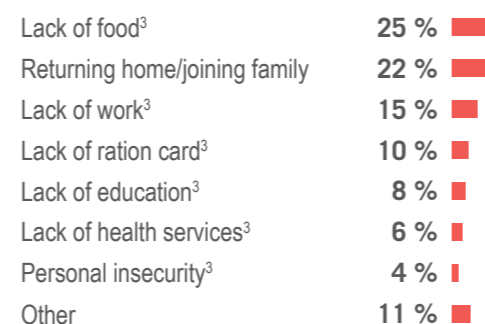 Lack of food³ 25 %
Returning home/joining family 22 %
Lack of work³ 15 %
Lack of ration card³ 10 %
Lack of education³ 8 %
Lack of health services³ 6 %
Personal insecurity³ 4 %
Other 11 %